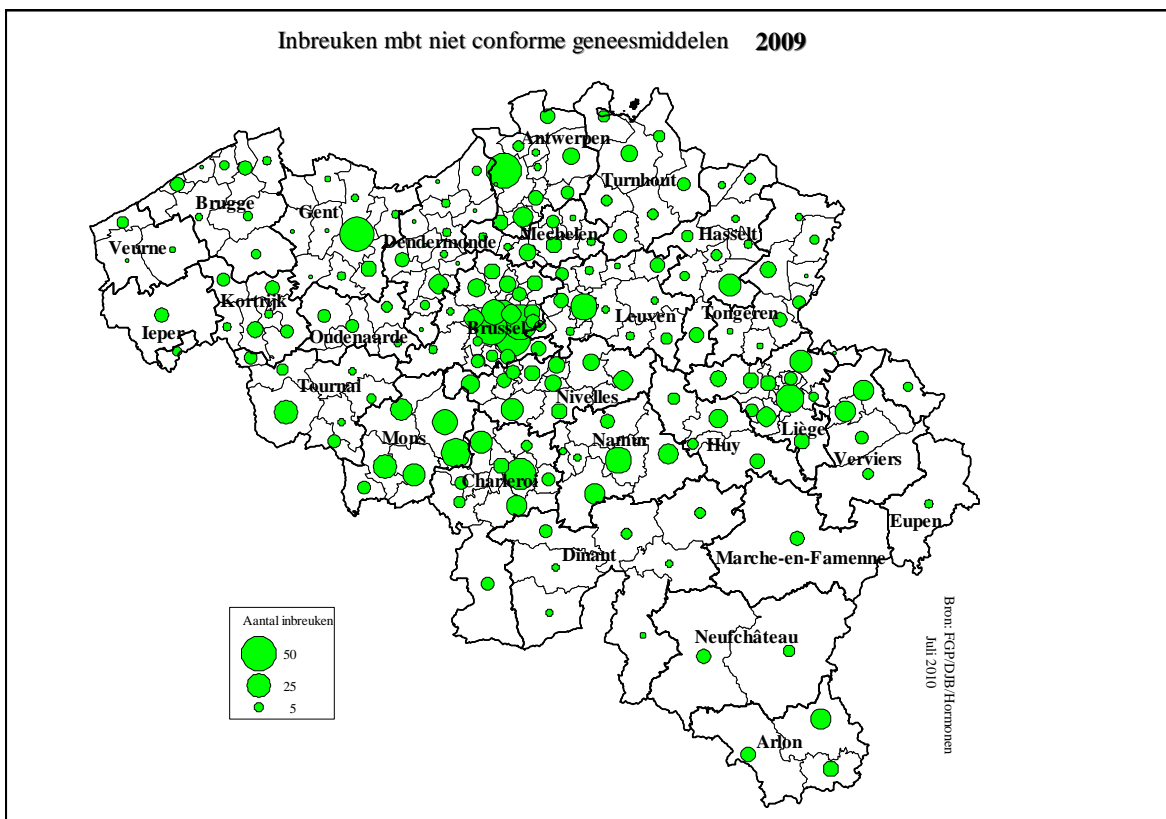 Inbreuken mbt niet conforme geneesmiddelen 2009
Antwerpen
Turnhout
Brugge
Gent
Mechelen
Hasselt
Dendermonde
Veurne
Kortrijk
Ieper
Oudenaarde
Brussel
Leuven
Tongeren
Tournai
Nivelles
Mons
Namur
Huy
Liège
Verviers
Charleroi
Eupen
Dinant
Marche-en-Famenne
Neufchâteau
Arlon
Aantal inbreuken
50
25
5
Bron: FGP/DJB/Hormonen
Juli 2010